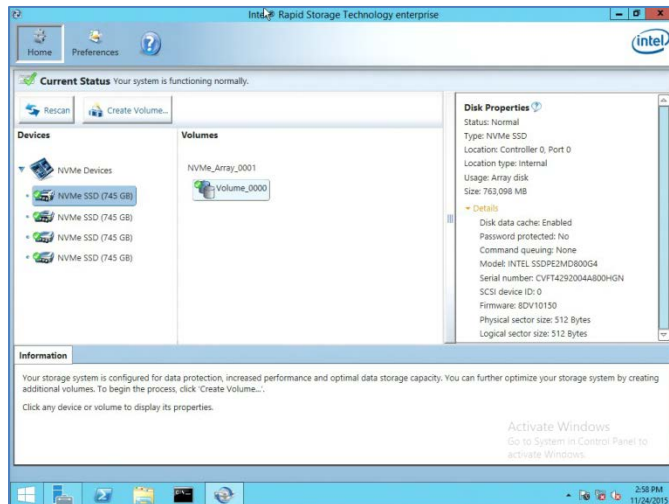 Intel® Rapid Storage Technology enterprise
Home
Preferences
intel
Current Status Your system is functioning normally.
Rescan
Create Volume...
Devices
NVMe Devices
NVMe SSD (745 GB)
NVMe SSD (745 GB)
NVMe SSD (745 GB)
NVMe SSD (745 GB)
Volumes
NVMe_Array_0001
Volume_0000
Disk Properties
Status: Normal
Type: NVMe SSD
Location: Controller 0, Port 0
Location type: Internal
Usage: Array disk
Size: 763,098 MB
Details
Disk data cache: Enabled
Password protected: No
Command queuing: None
Model: INTEL SSDPE2MD800G4
Serial number: CVFT4292004A800HGN
SCSI device ID: 0
Firmware: 8DV10150
Physical sector size: 512 Bytes
Logical sector size: 512 Bytes
Information
Your storage system is configured for data protection, increased performance and optimal data storage capacity. You can further optimize your storage system by creating
additional volumes. To begin the process, click 'Create Volume...'.
Click any device or volume to display its properties.
Activate Windows
Go to System in Control Panel to
activate Windows.
2:58 PM
11/24/2015